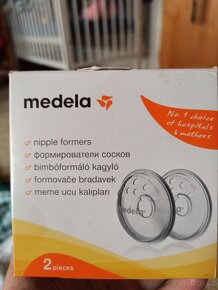 medela
No. 1 choice
of hospitals
& mothers
nipple formers
формирователи сосков
bimbóformáló kagyló
formovače bradavek
meme ucu kalıpları
medela
2 pieces